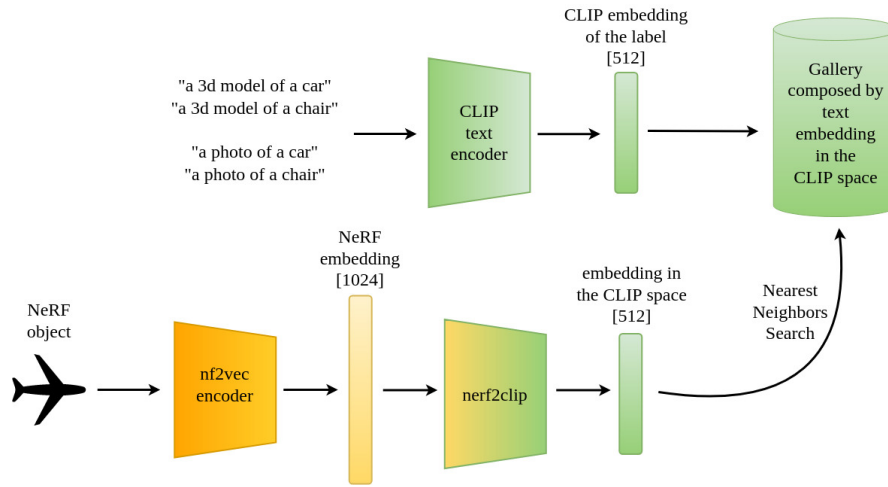 "a 3d model of a car"
"a 3d model of a chair"
"a photo of a car"
"a photo of a chair"
CLIP
text
encoder
CLIP embedding
of the label
[512]
Gallery
composed by
text
embedding
in the
CLIP space
NeRF
object
nf2vec
encoder
NeRF
embedding
[1024]
nerf2clip
embedding in
the CLIP space
[512]
Nearest
Neighbors
Search